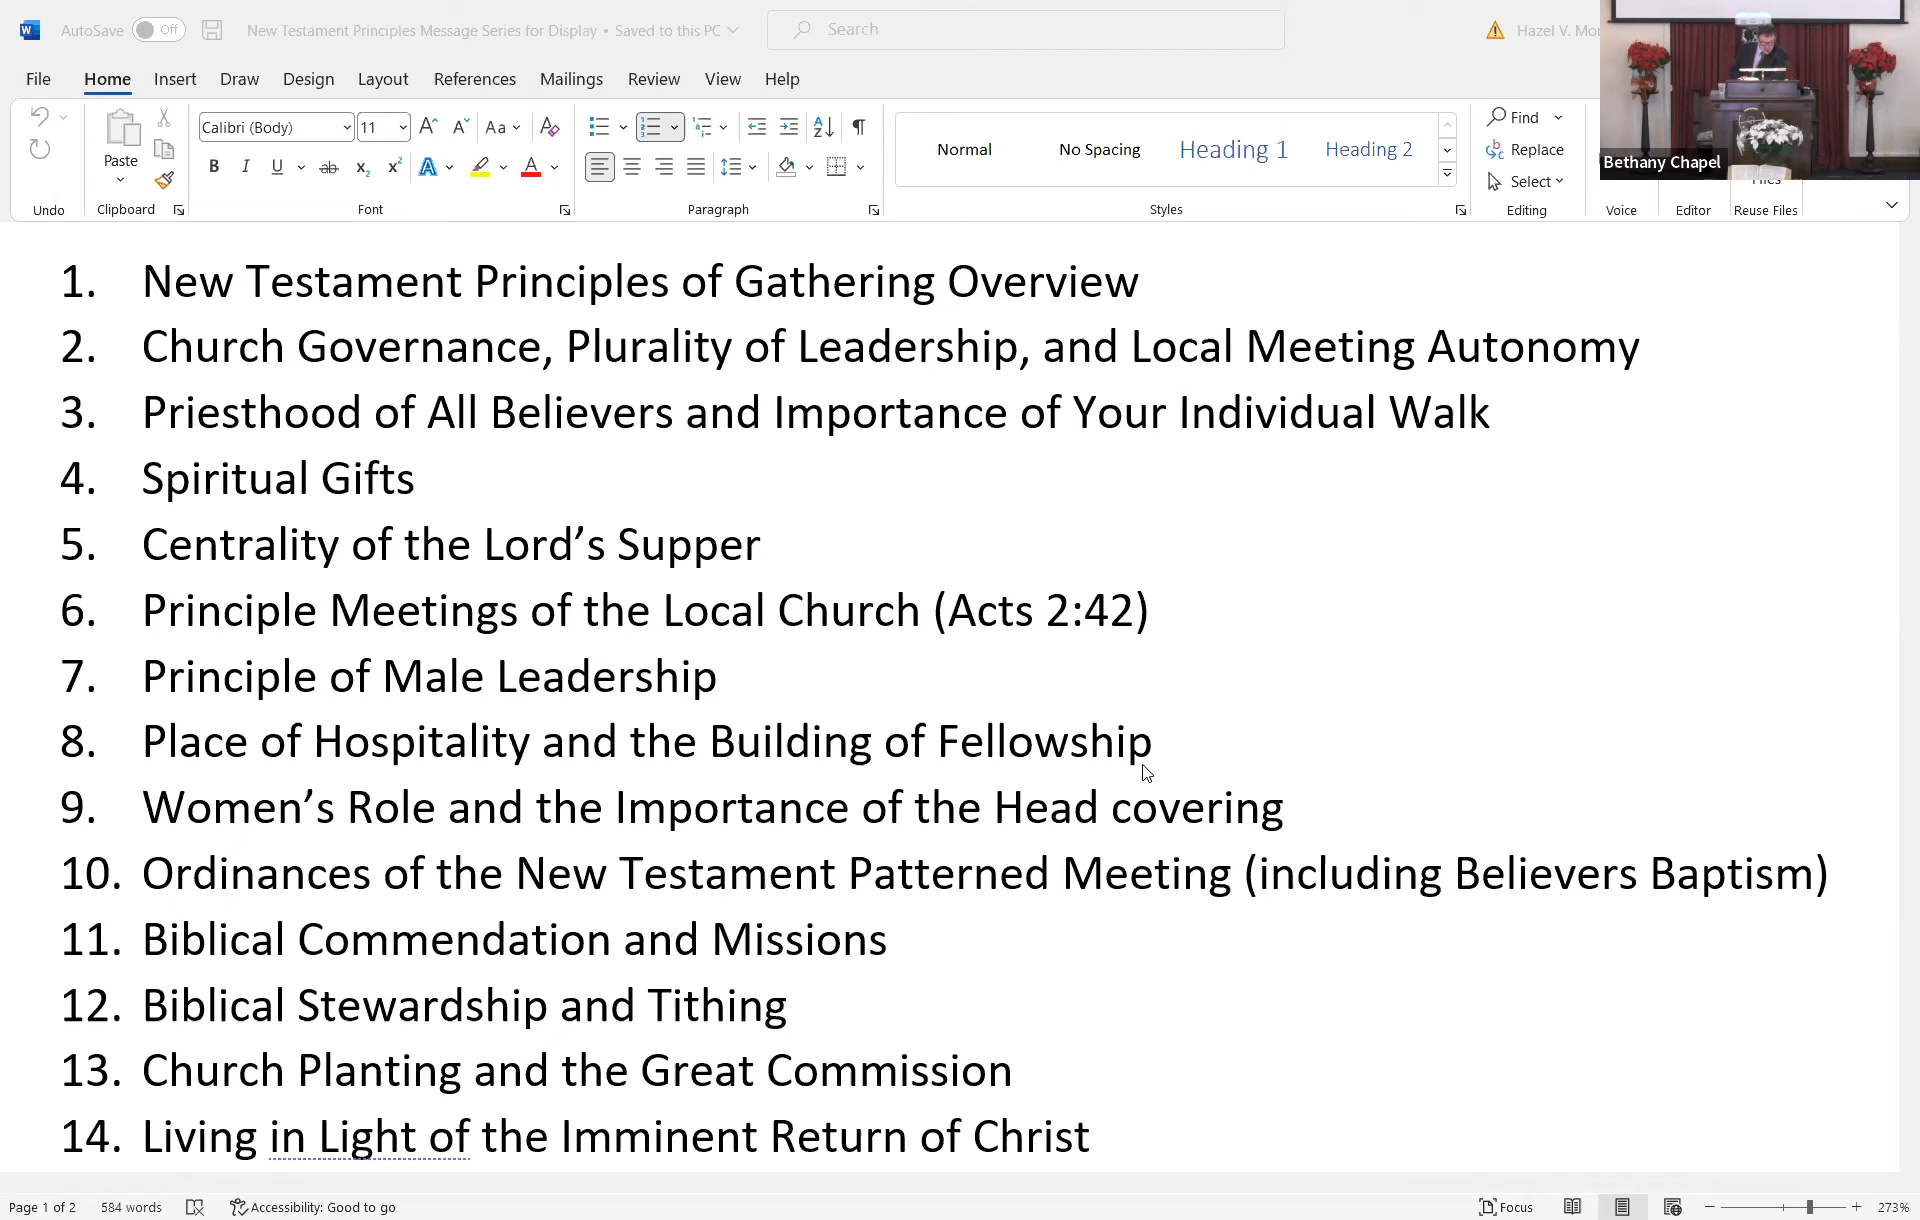 AutoSave Off New Testament Principles Message Series for Display • Saved to this PC Search Hazel V. Mor
File Home Insert Draw Design Layout References Mailings Review View Help
Calibri (Body) 11 Aa
Paste
B I U ab x₂ x² A A
Normal No Spacing Heading 1 Heading 2
Find
Replace
Select
Bethany Chapel
Undo Clipboard Font Paragraph Styles Editing Voice Editor Reuse Files
1. New Testament Principles of Gathering Overview
2. Church Governance, Plurality of Leadership, and Local Meeting Autonomy
3. Priesthood of All Believers and Importance of Your Individual Walk
4. Spiritual Gifts
5. Centrality of the Lord’s Supper
6. Principle Meetings of the Local Church (Acts 2:42)
7. Principle of Male Leadership
8. Place of Hospitality and the Building of Fellowship
9. Women’s Role and the Importance of the Head covering
10. Ordinances of the New Testament Patterned Meeting (including Believers Baptism)
11. Biblical Commendation and Missions
12. Biblical Stewardship and Tithing
13. Church Planting and the Great Commission
14. Living in Light of the Imminent Return of Christ
Page 1 of 2 584 words Accessibility: Good to go Focus 273%